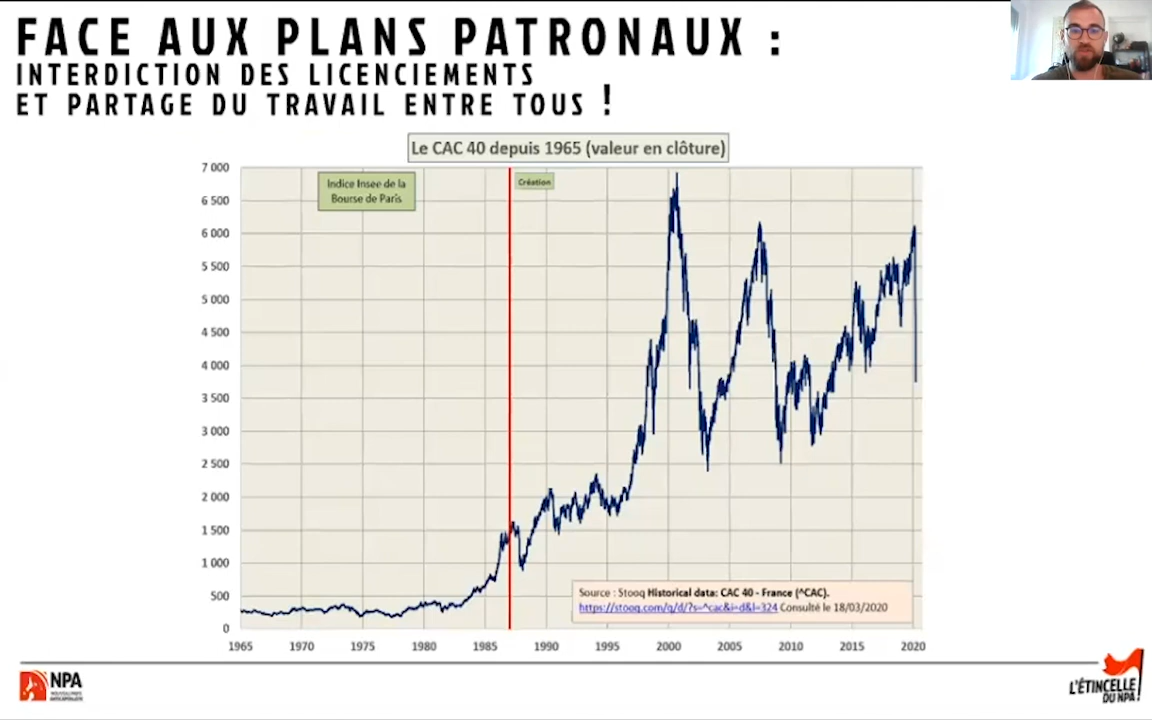 FACE AUX PLANS PATRONAUX :
INTERDICTION DES LICENCIEMENTS
ET PARTAGE DU TRAVAIL ENTRE TOUS !
Le CAC 40 depuis 1965 (valeur en clôture)
7 000
6 500
6 000
5 500
5 000
4 500
4 000
3 500
3 000
2 500
2 000
1 500
1 000
500
0
Indice Insee de la
Bourse de Paris
Création
Source : Stooq Historical data: CAC 40 - France (^CAC).
https://stooq.com/q/d/?s=^cac&i=d&l=324 Consulté le 18/03/2020
1965 1970 1975 1980 1985 1990 1995 2000 2005 2010 2015 2020
NPA
L'ÉTINCELLE
DU NPA!